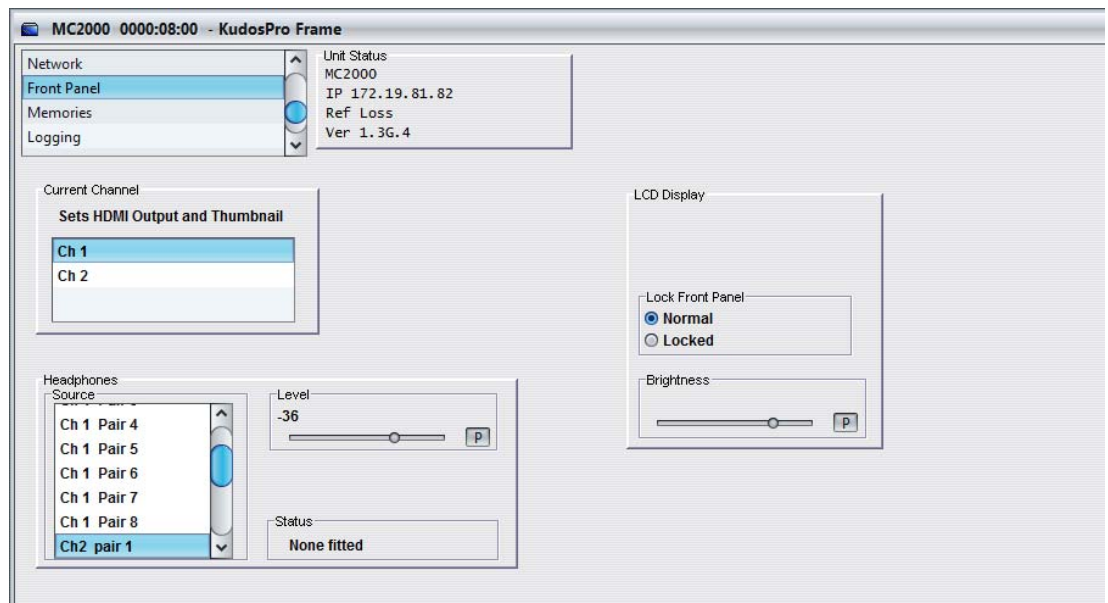 MC2000 0000:08:00 - KudosPro Frame
Network
Front Panel
Memories
Logging
Unit Status
MC2000
IP 172.19.81.82
Ref Loss
Ver 1.3G.4
Current Channel
Sets HDMI Output and Thumbnail
Ch 1
Ch 2
LCD Display
Lock Front Panel
Normal
Locked
Brightness
P
Headphones
Source
Ch 1 Pair 4
Ch 1 Pair 5
Ch 1 Pair 6
Ch 1 Pair 7
Ch 1 Pair 8
Ch2 pair 1
Level
-36
P
Status
None fitted